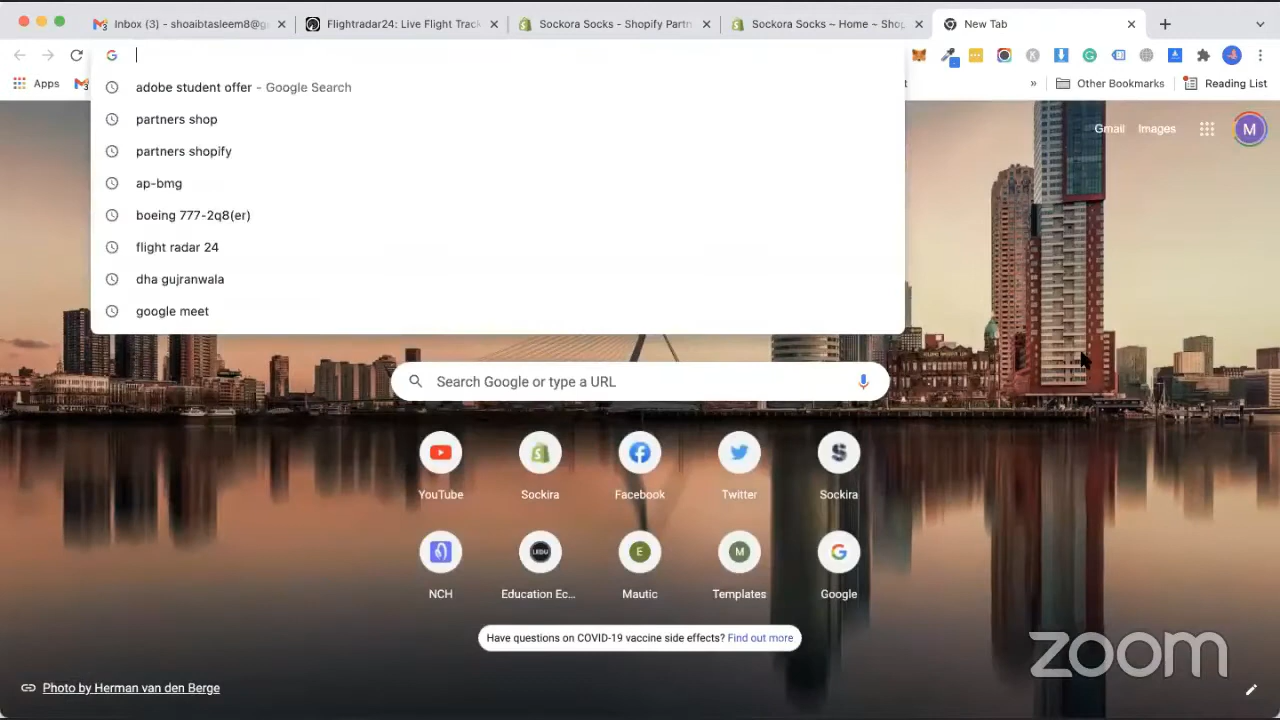 Inbox (3) - shoaibtasleem8@g
Flightradar24: Live Flight Track
Sockora Socks - Shopify Partn
Sockora Socks ~ Home ~ Shop
New Tab
Apps
»
Other Bookmarks
Reading List
adobe student offer - Google Search
partners shop
partners shopify
ap-bmg
boeing 777-2q8(er)
flight radar 24
dha gujranwala
google meet
Gmail
Images
M
Search Google or type a URL
YouTube
Sockira
Facebook
Twitter
Sockira
NCH
Education Ec...
Mautic
Templates
Google
Have questions on COVID-19 vaccine side effects? Find out more
Photo by Herman van den Berge
zoom